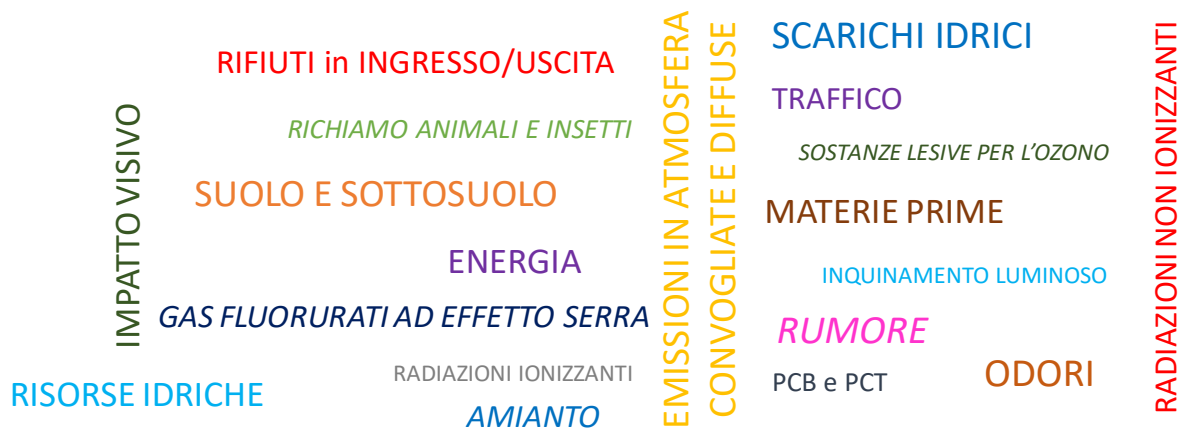 IMPATTO VISIVO
RIFIUTI in INGRESSO/USCITA
RICHIAMO ANIMALI E INSETTI
SUOLO E SOTTOSUOLO
ENERGIA
GAS FLUORURATI AD EFFETTO SERRA
RADIAZIONI IONIZZANTI
RISORSE IDRICHE
AMIANTO
EMISSIONI IN ATMOSFERA
CONVOGLIATE E DIFFUSE
SCARICHI IDRICI
TRAFFICO
SOSTANZE LESIVE PER L’OZONO
MATERIE PRIME
INQUINAMENTO LUMINOSO
RUMORE
PCB e PCT
ODORI
RADIAZIONI NON IONIZZANTI